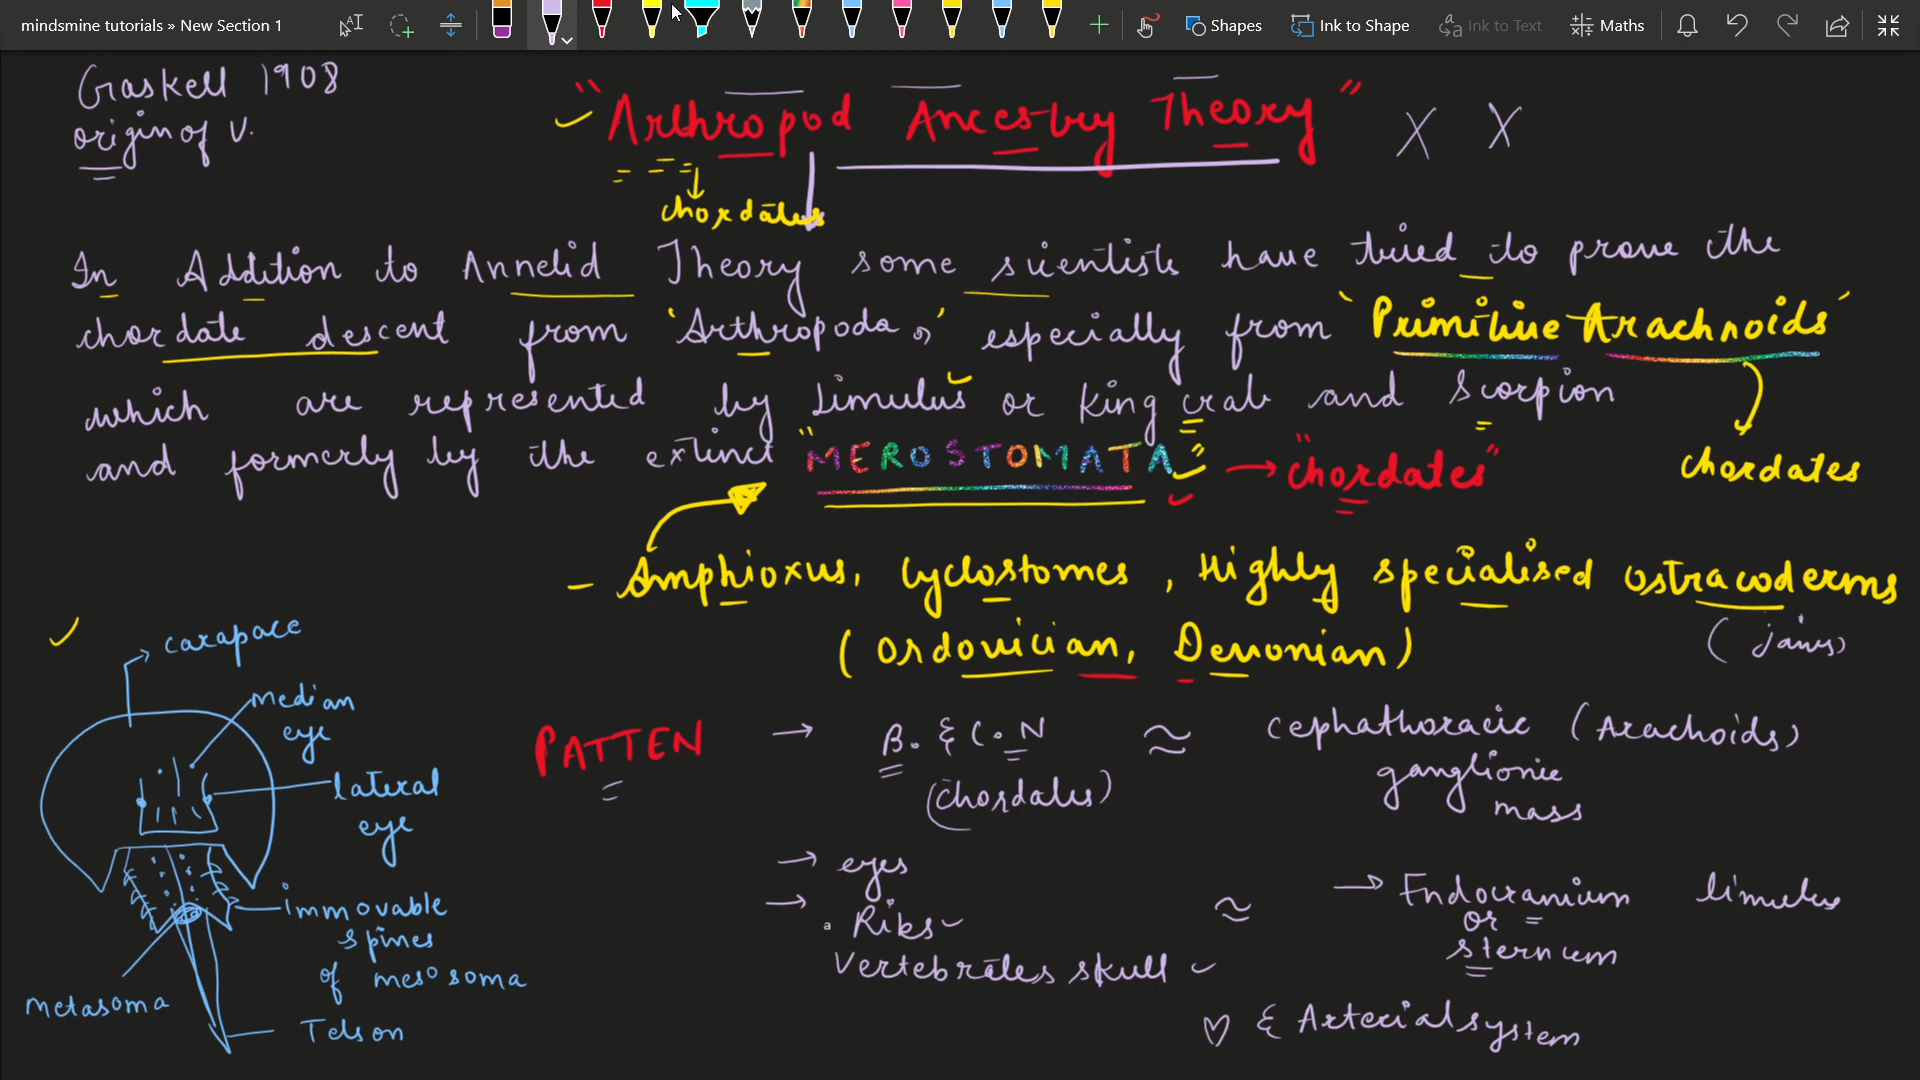 mindsmine tutorials » New Section 1
Shapes
Ink to Shape
Ink to Text
Maths
Gaskell 1908
origin of V.
"Arthropod Ancestry Theory" X X
chordates
In Addition to Annelid Theory some scientists have tried to prove the
chordate descent from 'Arthropoda,' especially from 'Primitive Arachnoids'
which are represented by Limulus or King crab and Scorpion
and formerly by the extinct "MEROSTOMATA" → "chordates"
chordates
- Amphioxus, Cyclostomes, Highly specialised ostracoderms
(Ordovician, Devonian)
PATTEN → B. & C.N ≈ cephathoracic (Arachoids)
(chordates) ganglionic
mass
→ eyes
→ Ribs
Vertebrates skull ≈ → Endocranium limulus
or
sternum
♡ & Arterial system
carapace
median
eye
lateral
eye
immovable
spines
of mesosoma
metasoma
Telson